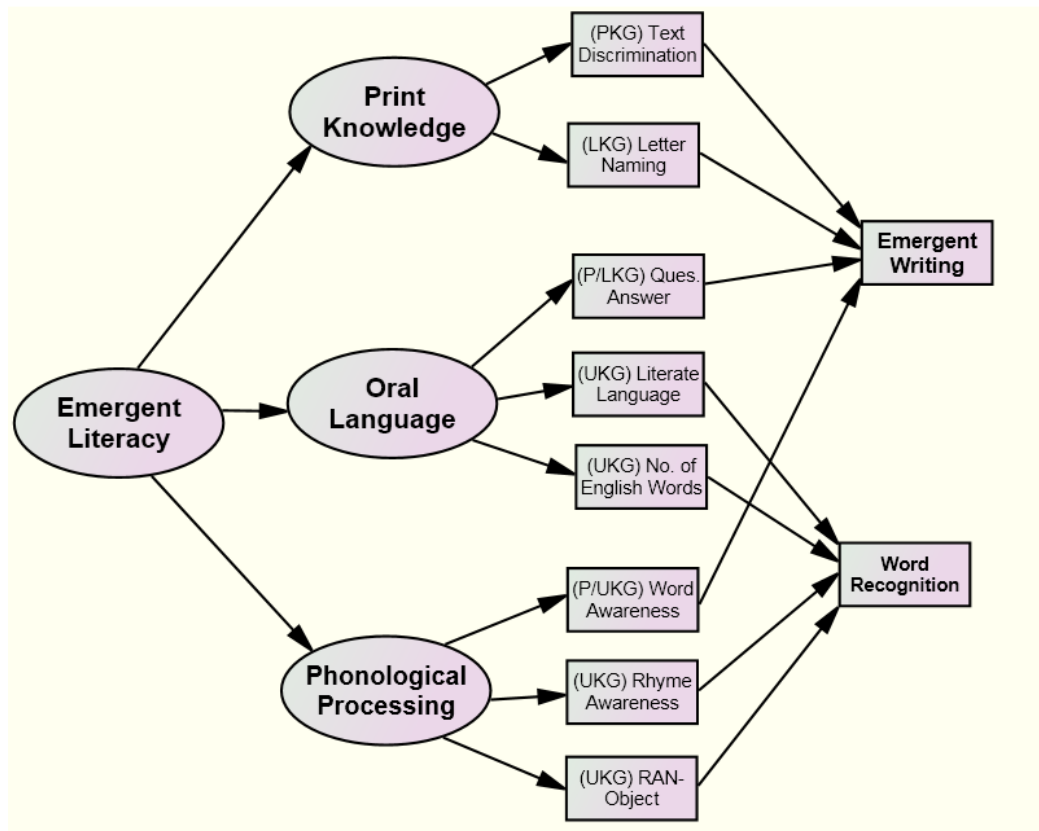 (PKG) Text
Discrimination
Print
Knowledge
(LKG) Letter
Naming
Emergent
Writing
(P/LKG) Ques.
Answer
(UKG) Literate
Language
Oral
Language
Emergent
Literacy
(UKG) No. of
English Words
Word
Recognition
(P/UKG) Word
Awareness
Phonological
Processing
(UKG) Rhyme
Awareness
(UKG) RAN-
Object